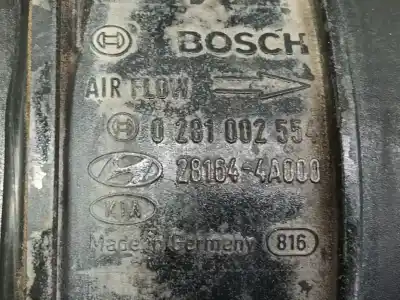 BOSCH
AIR FLOW
0 281 002 554
28164-4A000
KIA
Made in Germany 816